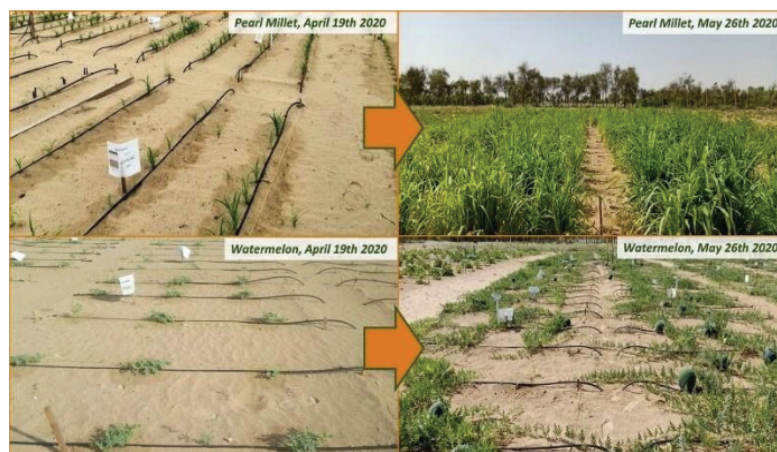 Pearl Millet, April 19th 2020
Pearl Millet, May 26th 2020
Watermelon, April 19th 2020
Watermelon, May 26th 2020